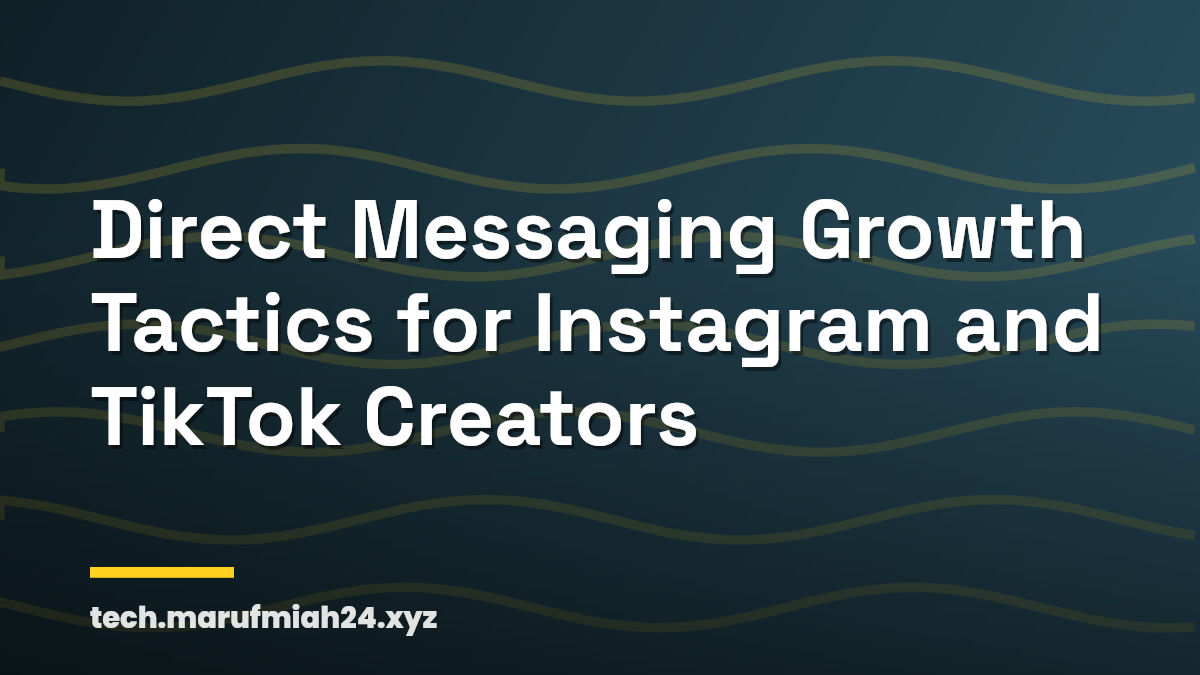 Direct Messaging Growth
Tactics for Instagram and
TikTok Creators
tech.marufmiah24.xyz